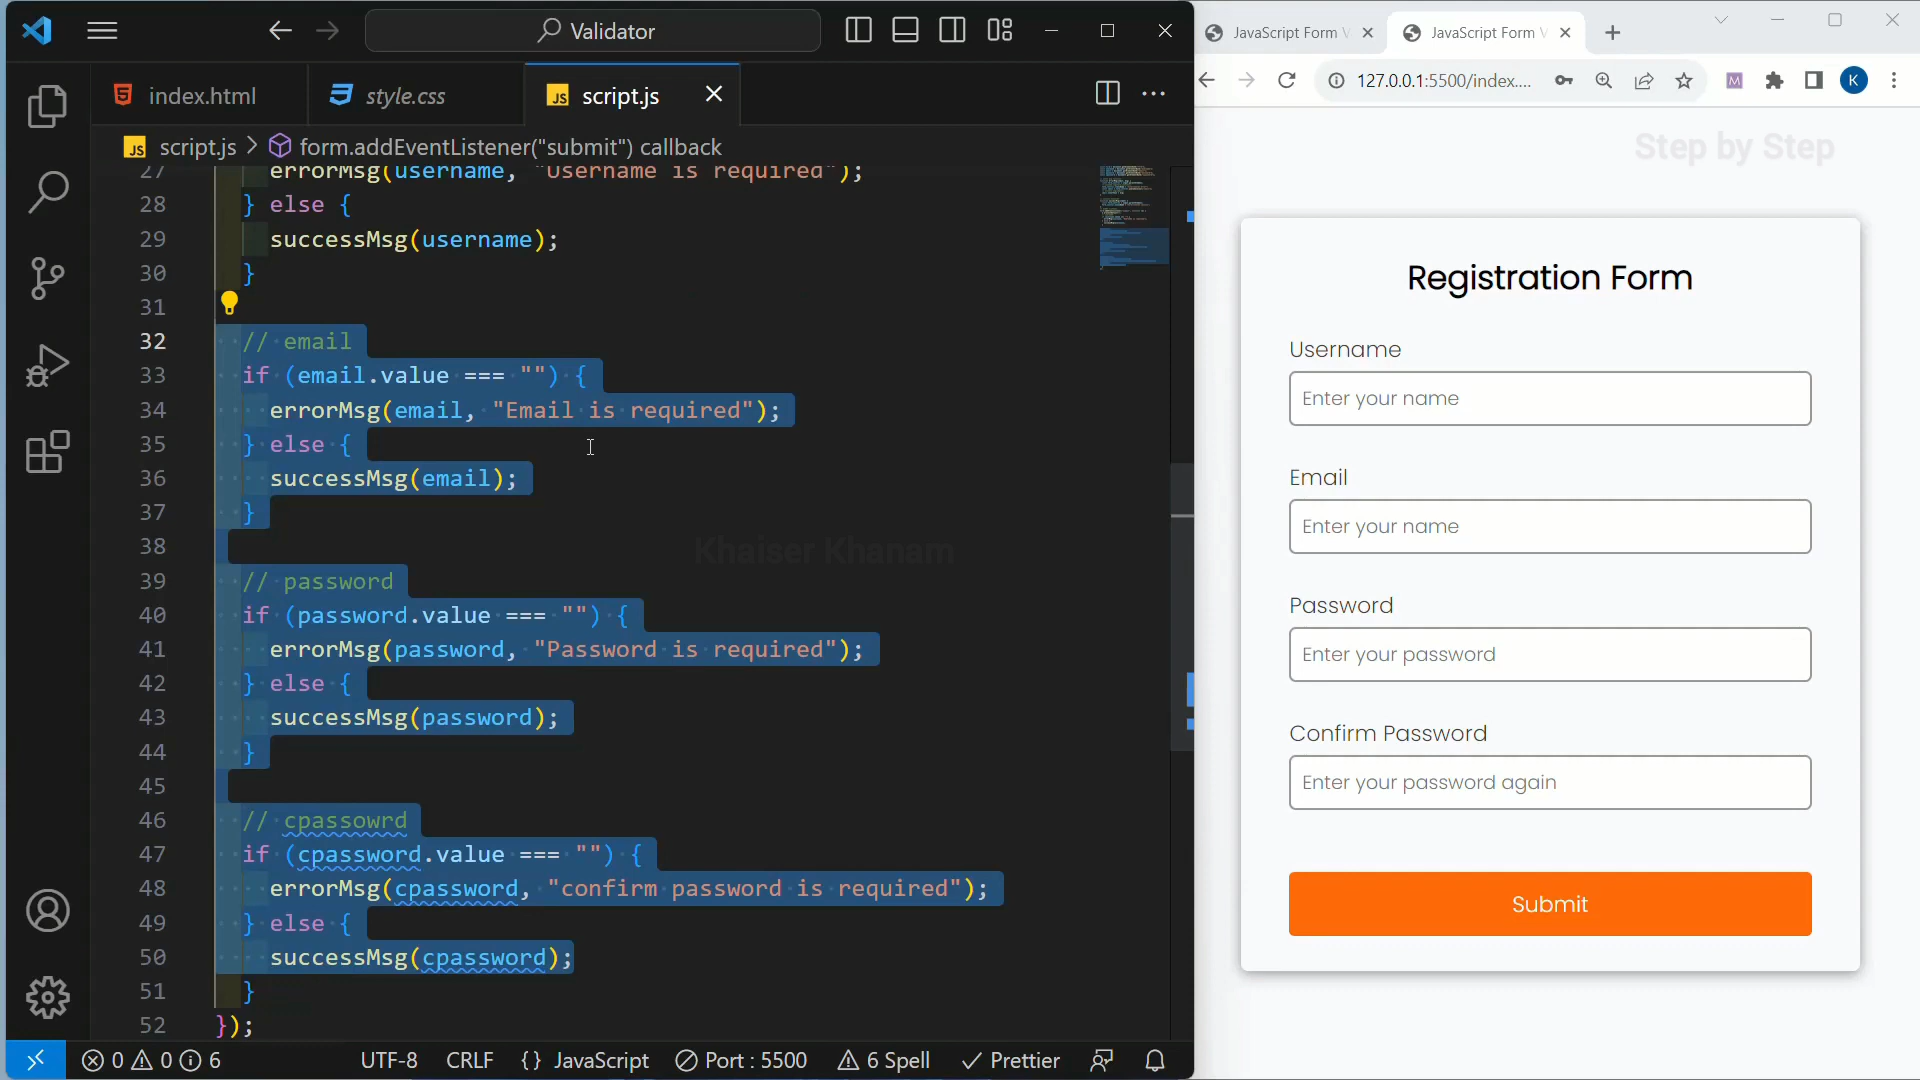 Validator
index.html
style.css
script.js
script.js > form.addEventListener("submit") callback
27 errorMsg(username, "Username is required");
28 } else {
29 successMsg(username);
30 }
31
32 // email
33 if (email.value === "") {
34 errorMsg(email, "Email is required");
35 } else {
36 successMsg(email);
37 }
38
39 // password
40 if (password.value === "") {
41 errorMsg(password, "Password is required");
42 } else {
43 successMsg(password);
44 }
45
46 // cpassowrd
47 if (cpassword.value === "") {
48 errorMsg(cpassword, "confirm password is required");
49 } else {
50 successMsg(cpassword);
51 }
52 });
Khaiser Khanam
0 0 6 UTF-8 CRLF {} JavaScript Port : 5500 6 Spell Prettier
JavaScript Form V
JavaScript Form V
127.0.0.1:5500/index....
M
K
Step by Step
Registration Form
Username
Enter your name
Email
Enter your name
Password
Enter your password
Confirm Password
Enter your password again
Submit